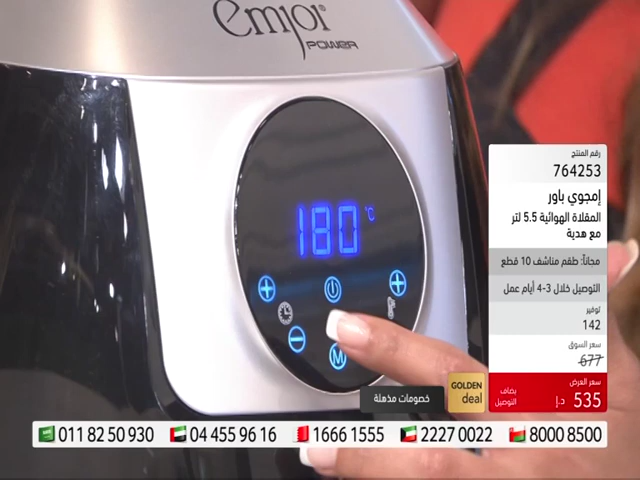 emjoi®
POWER
180 °C
M
رقم المنتج
764253
إمجوي باور
المقلاة الهوائية 5.5 لتر
مع هدية
مجاناً: طقم مناشف 10 قطع
التوصيل خلال 3-4 أيام عمل
توفير
142
سعر السوق
677
سعر العرض
535 د.إ
يضاف
التوصيل
GOLDEN
deal
خصومات مذهلة
011 82 50 930
04 455 96 16
1666 1555
2227 0022
8000 8500